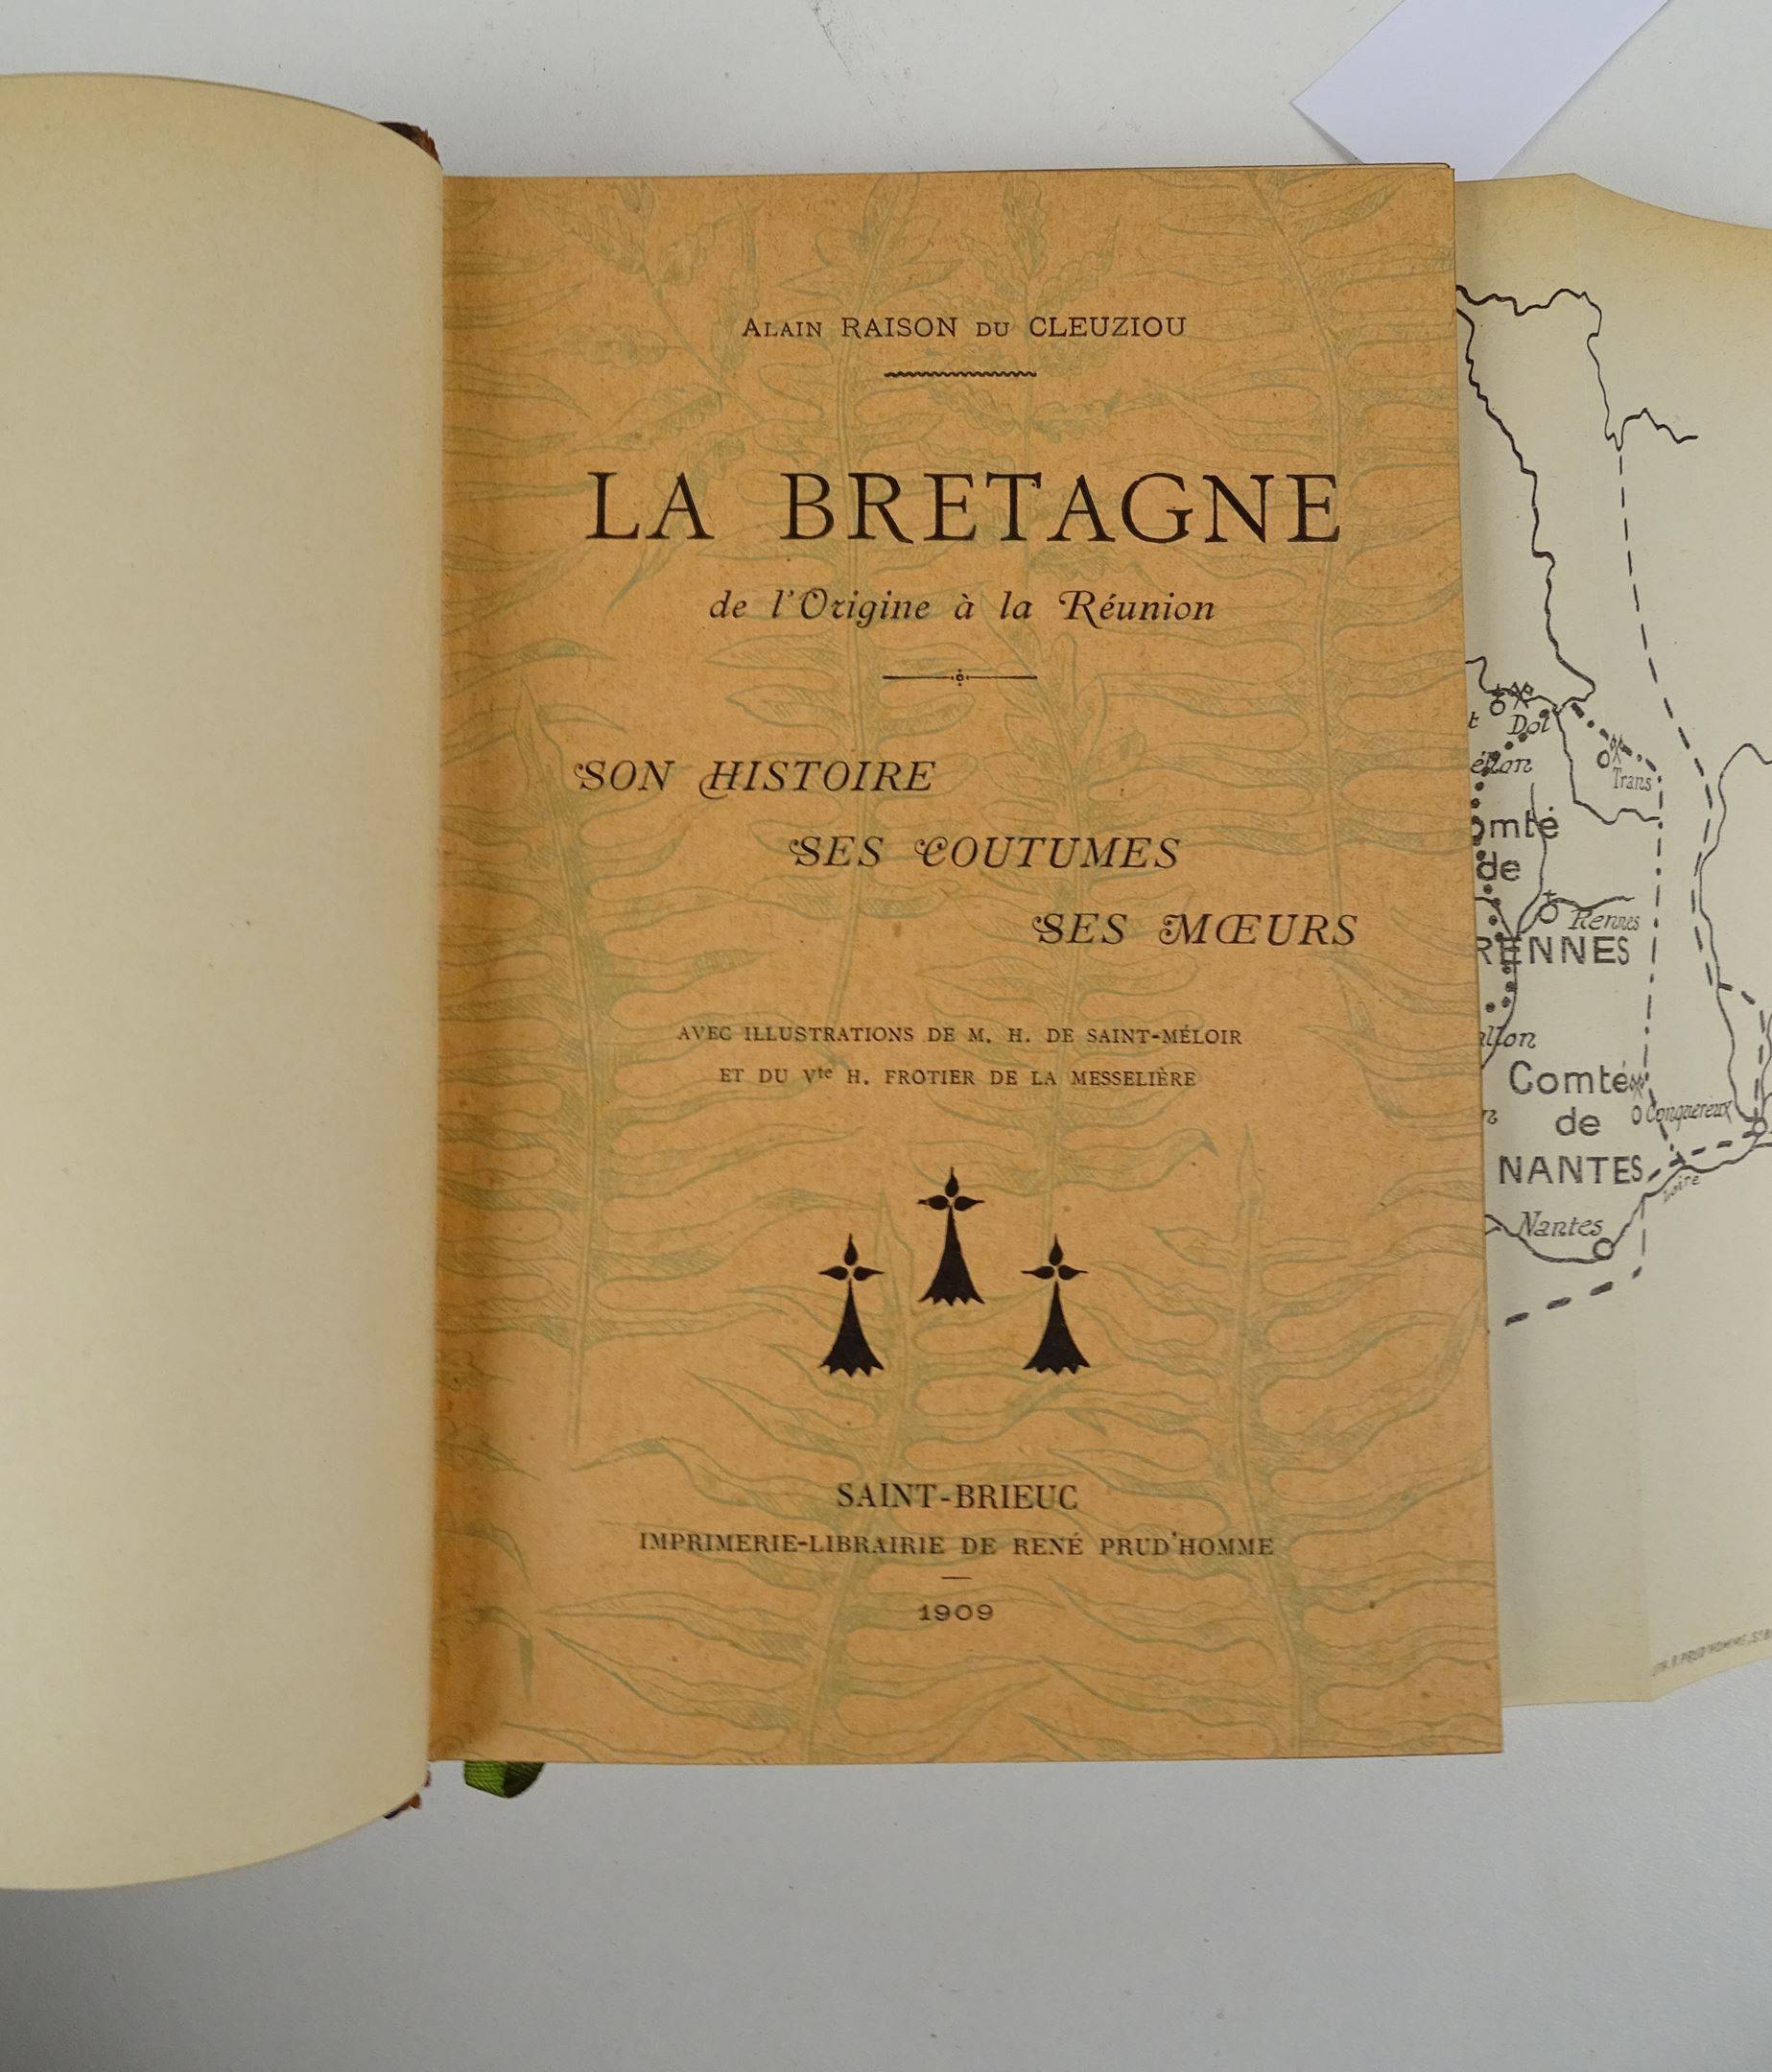 Alain RAISON DU CLEUZIOU
LA BRETAGNE
de l'Origine à la Réunion
SON HISTOIRE
SES COUTUMES
SES MŒURS
AVEC ILLUSTRATIONS DE M. H. DE SAINT-MÉLOIR
ET DU Vte H. FROTIER DE LA MESSELIÈRE
SAINT-BRIEUC
IMPRIMERIE-LIBRAIRIE DE RENÉ PRUD'HOMME
1909
Dol
Trans
omté
de
Rennes
RENNES
Comté
de
Conquereux
NANTES
Loire
Nantes